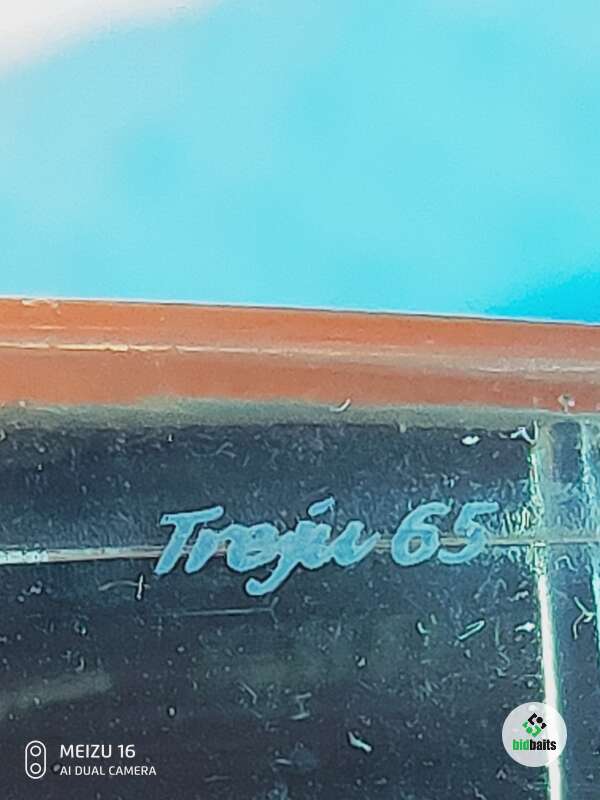 Treju 65
bidbaits
MEIZU 16
AI DUAL CAMERA